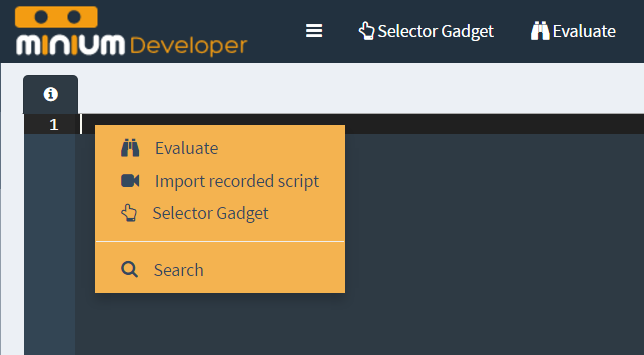 minium Developer
Selector Gadget
Evaluate
1
Evaluate
Import recorded script
Selector Gadget
Search